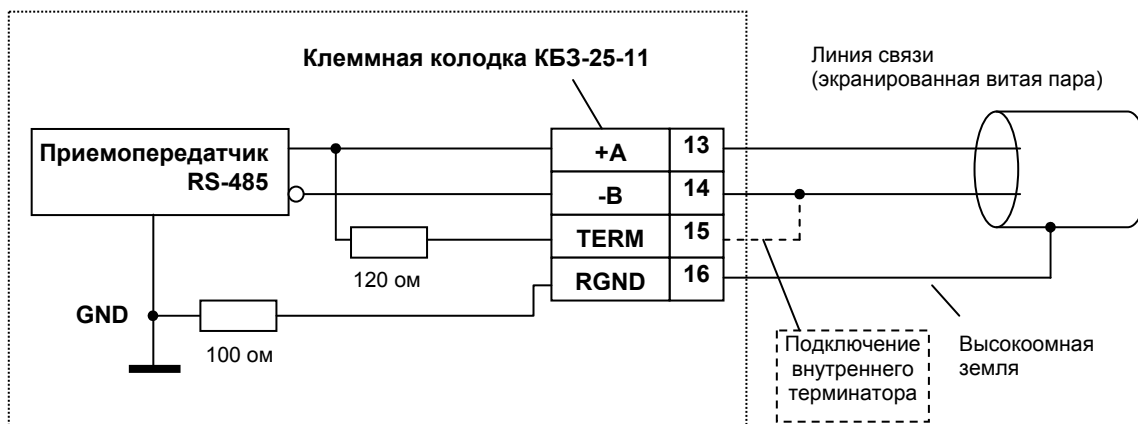 Клеммная колодка КБЗ-25-11
Линия связи
(экранированная витая пара)
Приемопередатчик
RS-485
+A 13
-B 14
TERM 15
RGND 16
120 ом
GND
100 ом
Подключение
внутреннего
терминатора
Высокоомная
земля